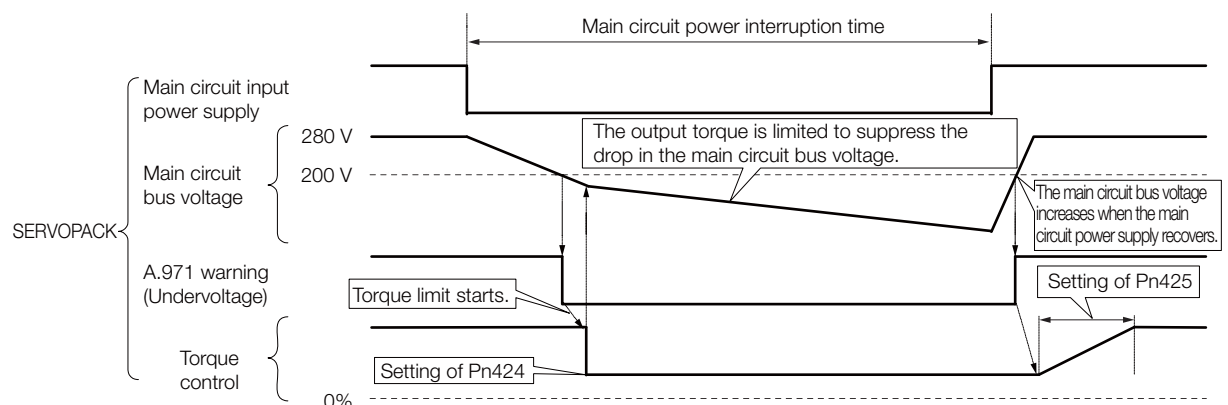 Main circuit power interruption time
Main circuit input
power supply
The output torque is limited to suppress the
drop in the main circuit bus voltage.
280 V
Main circuit
bus voltage
200 V
The main circuit bus voltage
increases when the main
circuit power supply recovers.
SERVOPACK
A.971 warning
(Undervoltage)
Torque limit starts.
Setting of Pn425
Torque
control
Setting of Pn424
0%